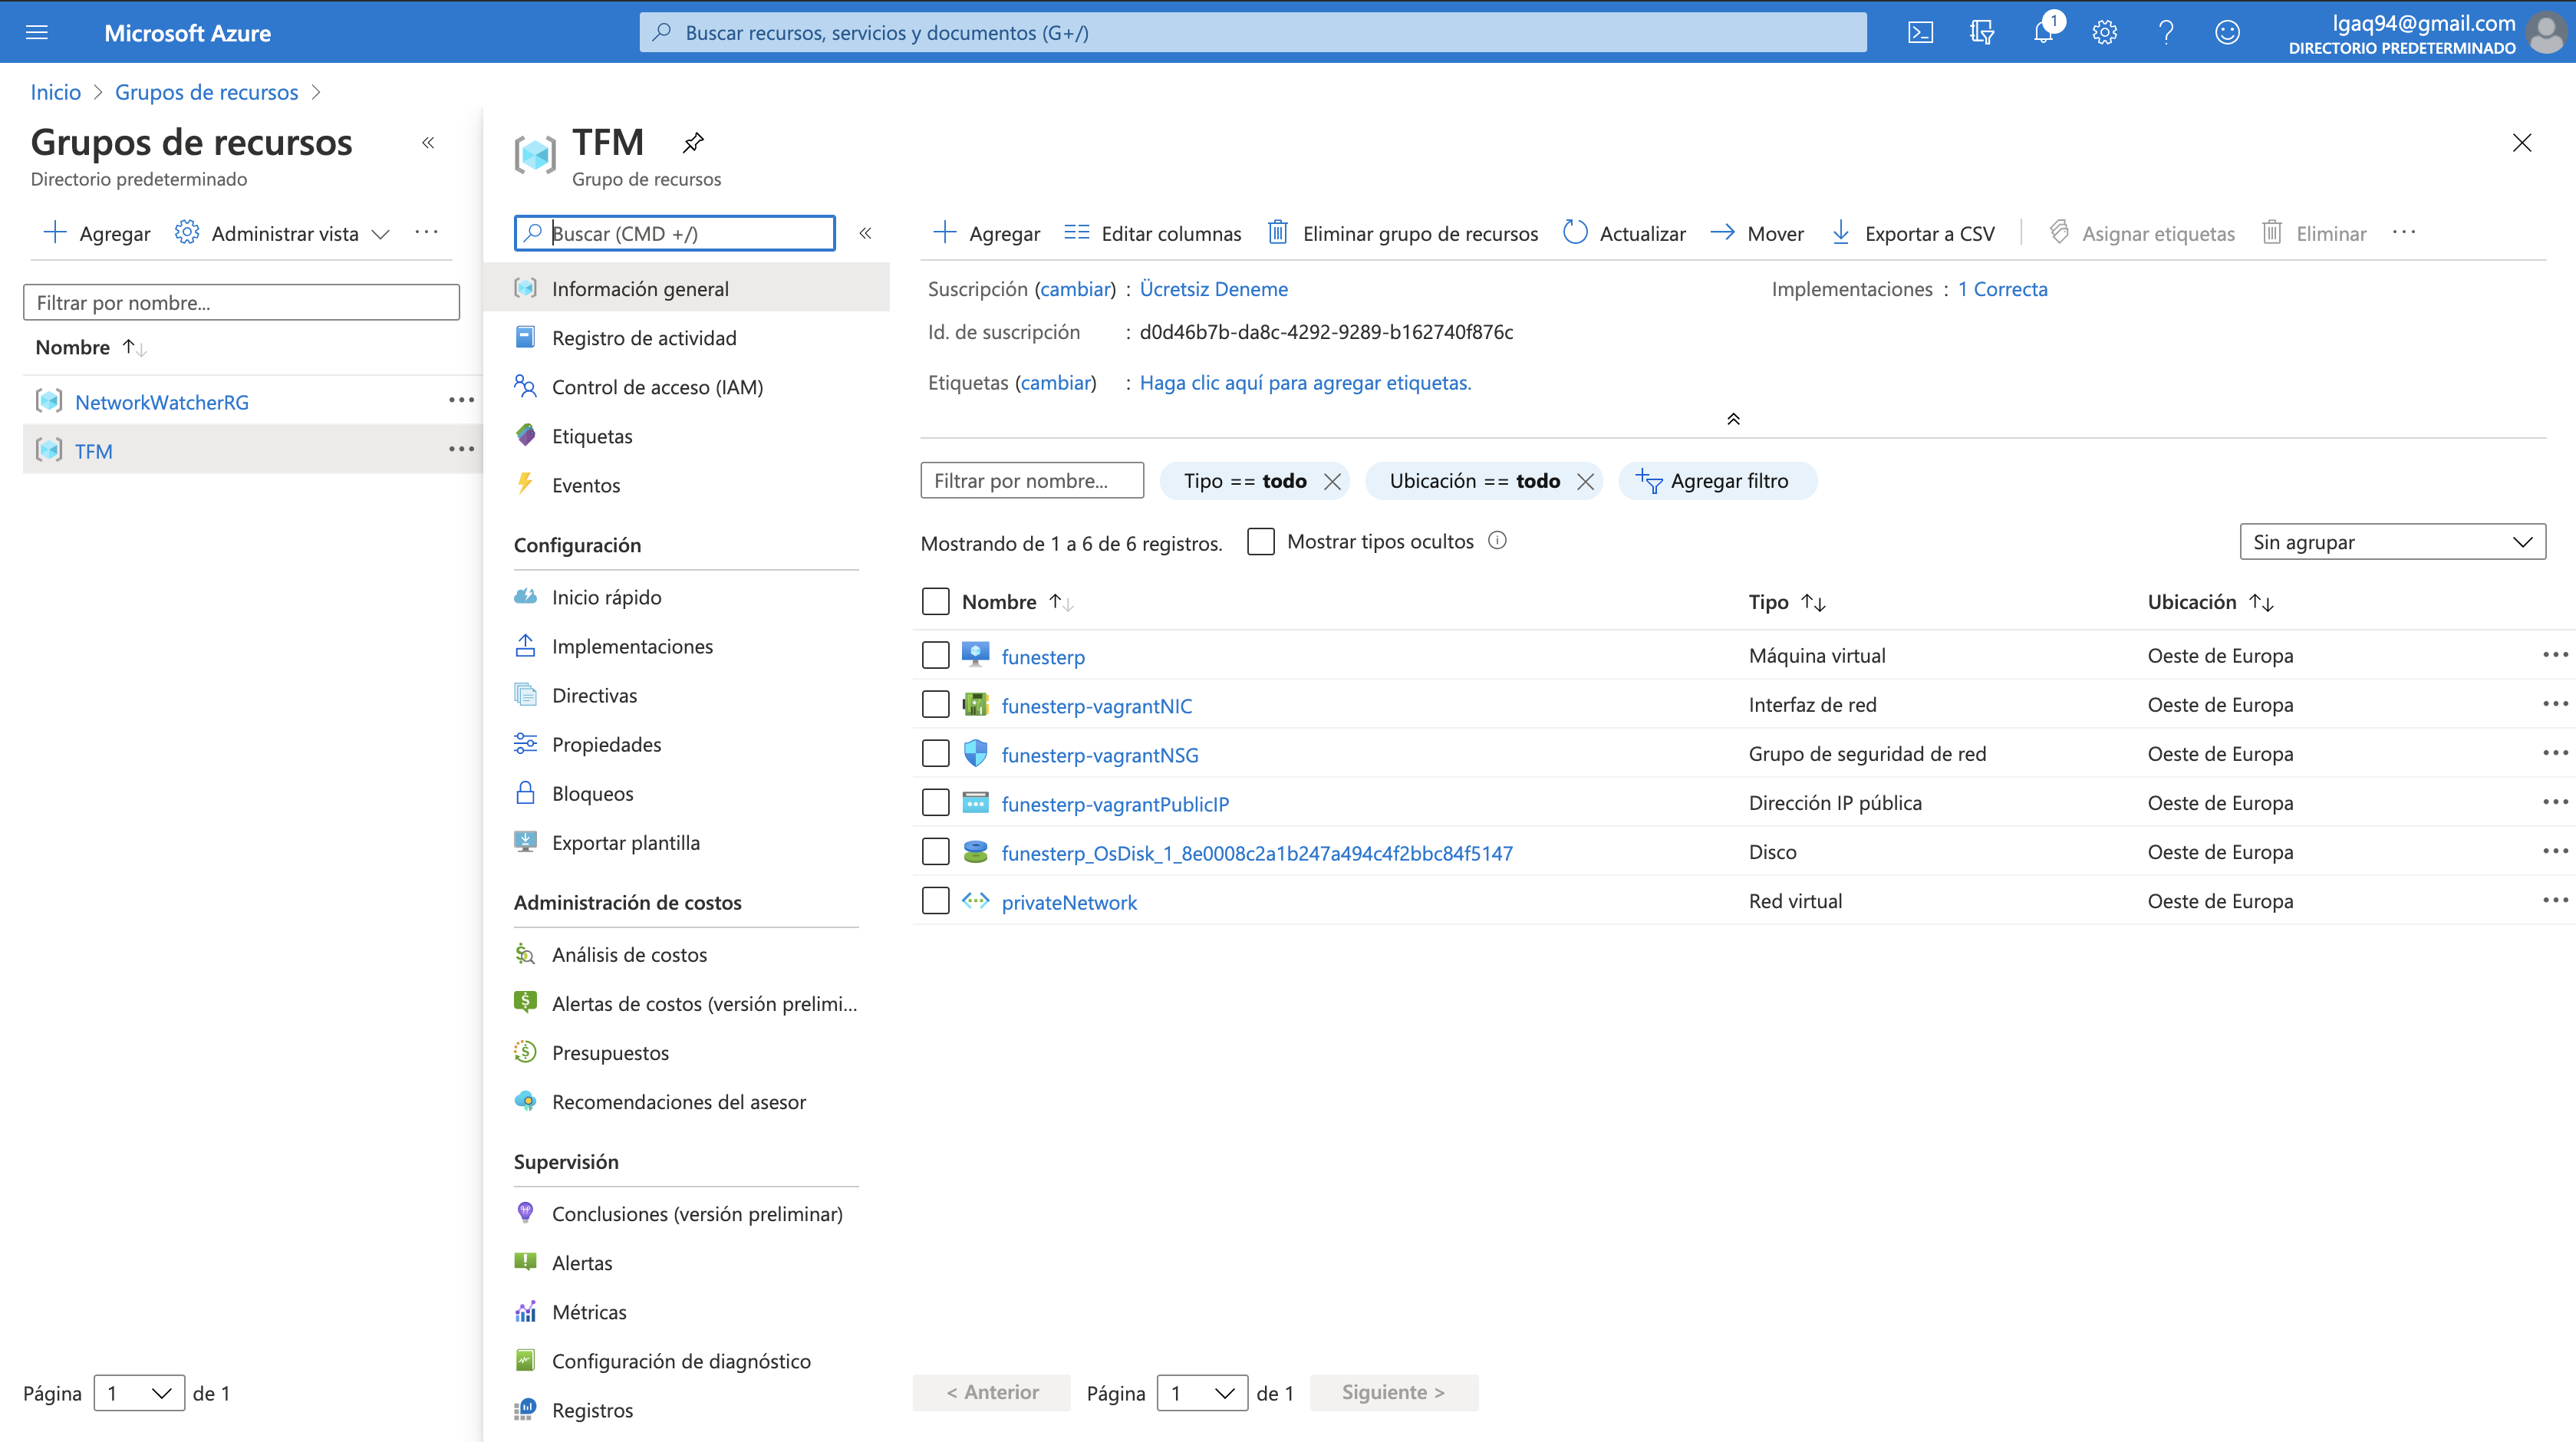 Microsoft Azure
Buscar recursos, servicios y documentos (G+/)
1
lgaq94@gmail.com
DIRECTORIO PREDETERMINADO
Inicio > Grupos de recursos >
Grupos de recursos
Directorio predeterminado
Agregar
Administrar vista
Filtrar por nombre...
Nombre
NetworkWatcherRG
TFM
Página 1 de 1
TFM
Grupo de recursos
Buscar (CMD +/)
Información general
Registro de actividad
Control de acceso (IAM)
Etiquetas
Eventos
Configuración
Inicio rápido
Implementaciones
Directivas
Propiedades
Bloqueos
Exportar plantilla
Administración de costos
Análisis de costos
Alertas de costos (versión prelimi...
Presupuestos
Recomendaciones del asesor
Supervisión
Conclusiones (versión preliminar)
Alertas
Métricas
Configuración de diagnóstico
Registros
Agregar
Editar columnas
Eliminar grupo de recursos
Actualizar
Mover
Exportar a CSV
Asignar etiquetas
Eliminar
Suscripción (cambiar) : Ücretsiz Deneme
Implementaciones : 1 Correcta
Id. de suscripción : d0d46b7b-da8c-4292-9289-b162740f876c
Etiquetas (cambiar) : Haga clic aquí para agregar etiquetas.
Filtrar por nombre...
Tipo == todo
Ubicación == todo
Agregar filtro
Mostrando de 1 a 6 de 6 registros.
Mostrar tipos ocultos
Sin agrupar
Nombre Tipo Ubicación
funesterp Máquina virtual Oeste de Europa
funesterp-vagrantNIC Interfaz de red Oeste de Europa
funesterp-vagrantNSG Grupo de seguridad de red Oeste de Europa
funesterp-vagrantPublicIP Dirección IP pública Oeste de Europa
funesterp_OsDisk_1_8e0008c2a1b247a494c4f2bbc84f5147 Disco Oeste de Europa
privateNetwork Red virtual Oeste de Europa
< Anterior Página 1 de 1 Siguiente >